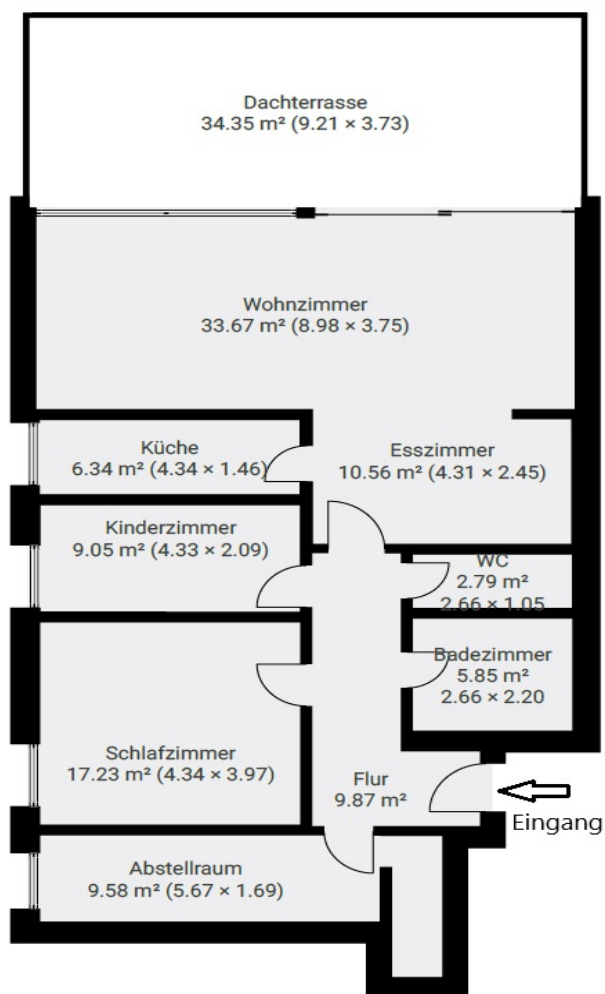 Dachterrasse
34.35 m² (9.21 × 3.73)
Wohnzimmer
33.67 m² (8.98 × 3.75)
Küche
6.34 m² (4.34 × 1.46)
Esszimmer
10.56 m² (4.31 × 2.45)
Kinderzimmer
9.05 m² (4.33 × 2.09)
WC
2.79 m²
2.66 × 1.05
Badezimmer
5.85 m²
2.66 × 2.20
Schlafzimmer
17.23 m² (4.34 × 3.97)
Flur
9.87 m²
Eingang
Abstellraum
9.58 m² (5.67 × 1.69)